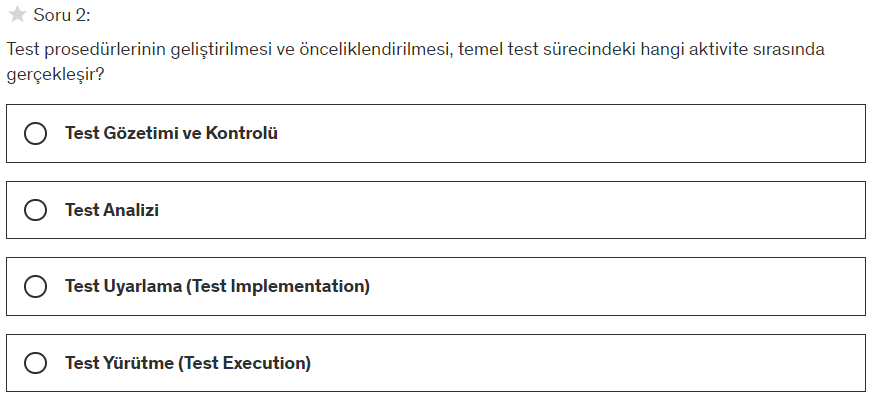 Soru 2:
Test prosedürlerinin geliştirilmesi ve önceliklendirilmesi, temel test sürecindeki hangi aktivite sırasında
gerçekleşir?
Test Gözetimi ve Kontrolü
Test Analizi
Test Uyarlama (Test Implementation)
Test Yürütme (Test Execution)